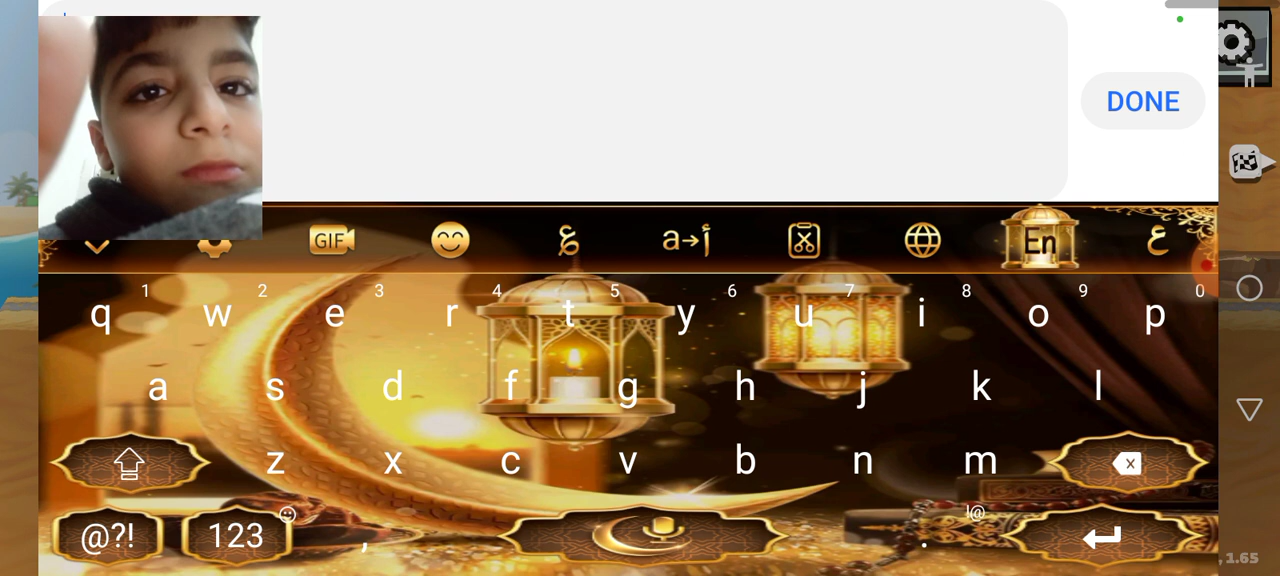 DONE
GIF ع a→أ En ع
1 2 3 4 5 6 7 8 9 0
q w e r t y u i o p
a s d f g h j k l
z x c v b n m
!@
@?! 123 , .
, 1.65